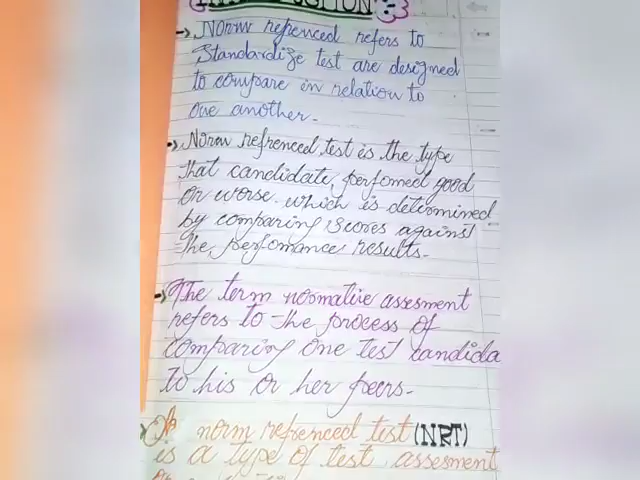 INTRODUCTION
→ Norm refrenced refers to
Standardize test are designed
to compare in relation to
one another.
→ Norm refrenced test is the type
that candidate perfomed good
or worse. which is determined
by comparing scores against
the perfomance results.
→ The term normative assesment
refers to the process of
comparing one test candida
to his or her peers.
A norm refrenced test (NRT)
is a type of test assesment